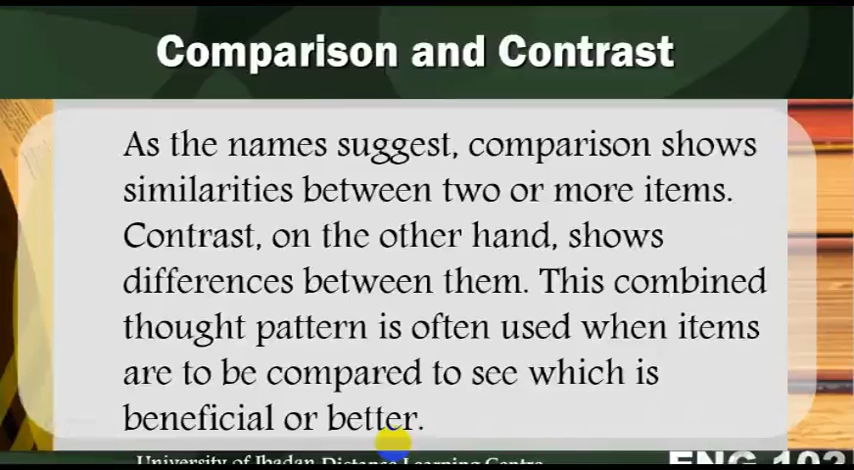 Comparison and Contrast
As the names suggest, comparison shows
similarities between two or more items.
Contrast, on the other hand, shows
differences between them. This combined
thought pattern is often used when items
are to be compared to see which is
beneficial or better.
University of Ibadan Distance Learning Centre
ENG 102